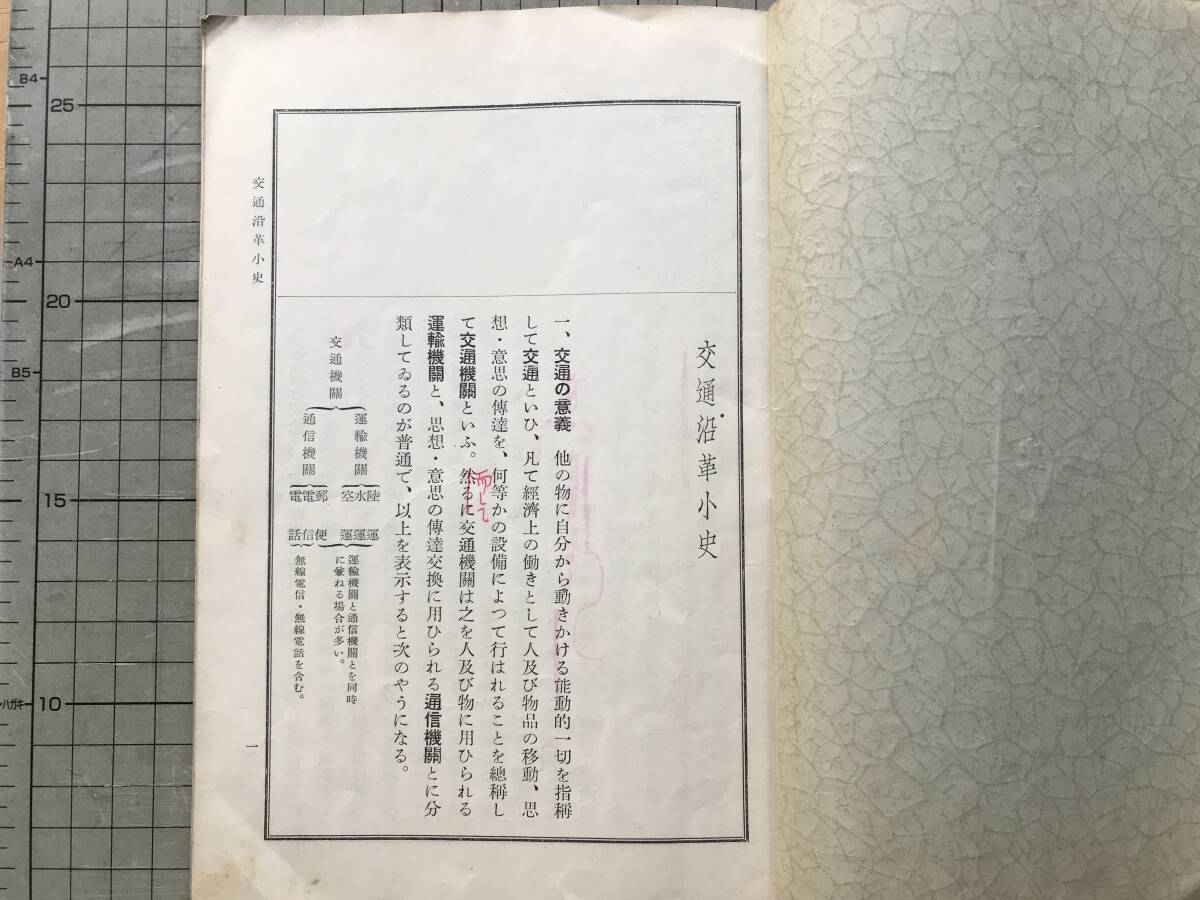 交通沿革小史
一、交通の意義　他の物に自分から動きかける能動的一切を指稱
して交通といひ、凡て經濟上の働きとして人及び物品の移動、思
想・意思の傳達を、何等かの設備によつて行はれることを總稱し
て交通機關といふ。然るに交通機關は之を人及び物に用ひられる
而して
運輸機關と、思想・意思の傳達交換に用ひられる通信機關とに分
類してゐるのが普通で、以上を表示すると次のやうになる。
交通機關
運輸機關
陸運
水運
空運
運輸機關と通信機關とを同時
に兼ねる場合が多い。
通信機關
郵便
電信
電話
無線電信・無線電話を含む。
交通沿革小史
一
B4
25
A4
20
B5
15
ハガキ
10